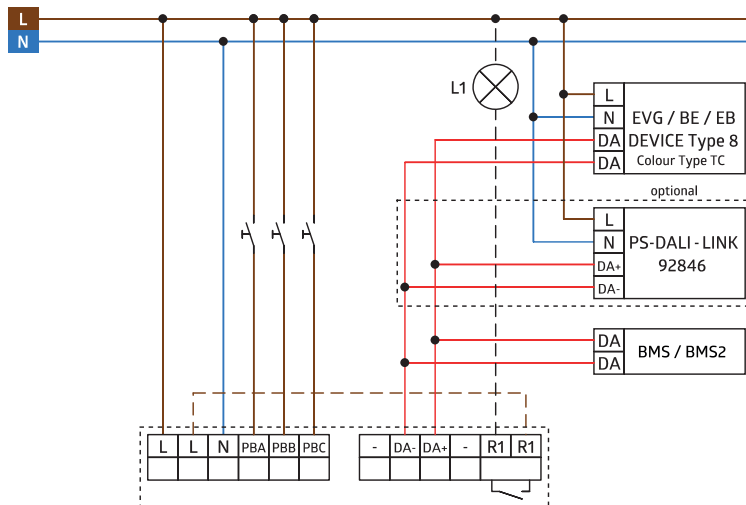 L
N
L1
L
N
DA
DA
EVG / BE / EB
DEVICE Type 8
Colour Type TC
optional
L
N
DA+
DA-
PS-DALI-LINK
92846
DA
DA
BMS / BMS2
L L N PBA PBB PBC - DA- DA+ - R1 R1